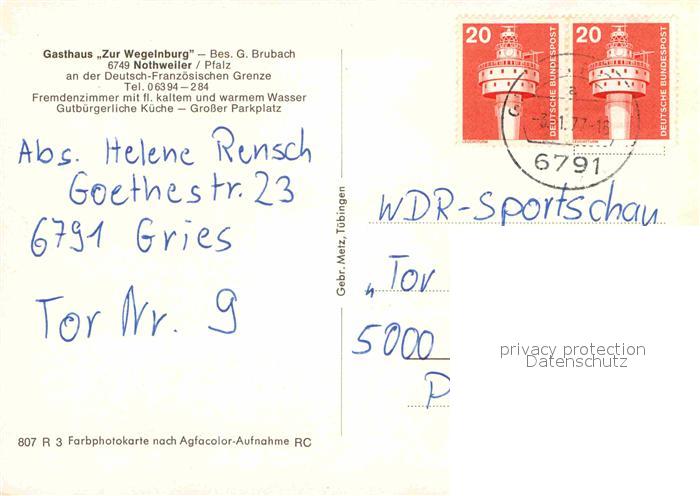 Gasthaus „Zur Wegelnburg" – Bes. G. Brubach
6749 Nothweiler / Pfalz
an der Deutsch-Französischen Grenze
Tel. 06394–284
Fremdenzimmer mit fl. kaltem und warmem Wasser
Gutbürgerliche Küche – Großer Parkplatz
Abs. Helene Rensch
Goethestr. 23
6791 Gries
Tor Nr. 9
807 R 3 Farbphotokarte nach Agfacolor-Aufnahme RC
Gebr. Metz, Tübingen
20
DEUTSCHE BUNDESPOST
20
DEUTSCHE BUNDESPOST
6791
WDR-Sportschau
„Tor
5000
privacy protection
Datenschutz